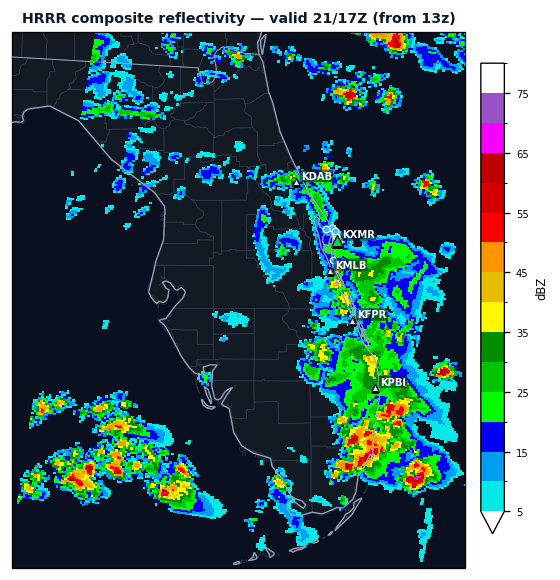 HRRR composite reflectivity — valid 21/17Z (from 13z)
75
65
55
45
35
25
15
5
dBZ
KDAB
KXMR
KMLB
KFPR
KPBI